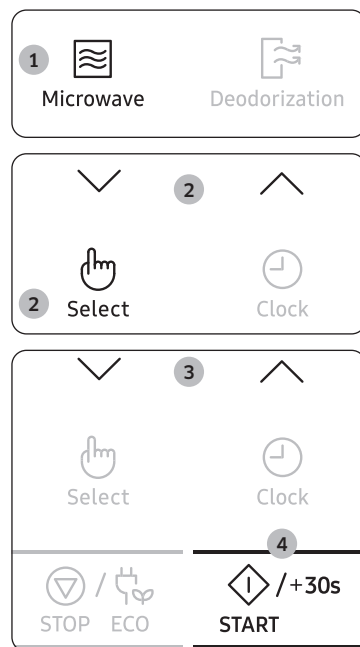 1
Microwave Deodorization
2
2 Select Clock
3
Select Clock
4
/ /+30s
STOP ECO START